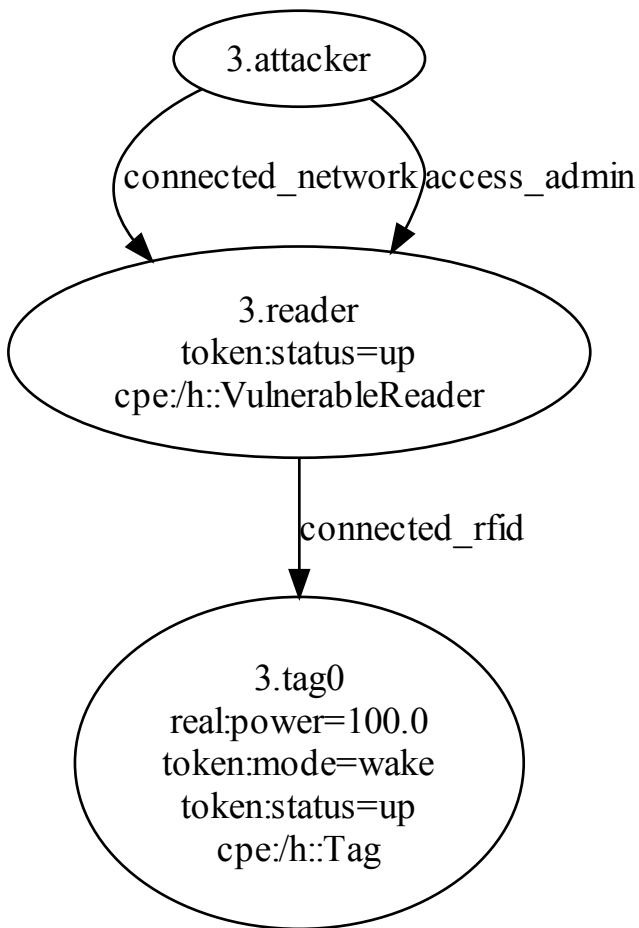 3.attacker
connected_network access_admin
3.reader
token:status=up
cpe:/h::VulnerableReader
connected_rfid
3.tag0
real:power=100.0
token:mode=wake
token:status=up
cpe:/h::Tag